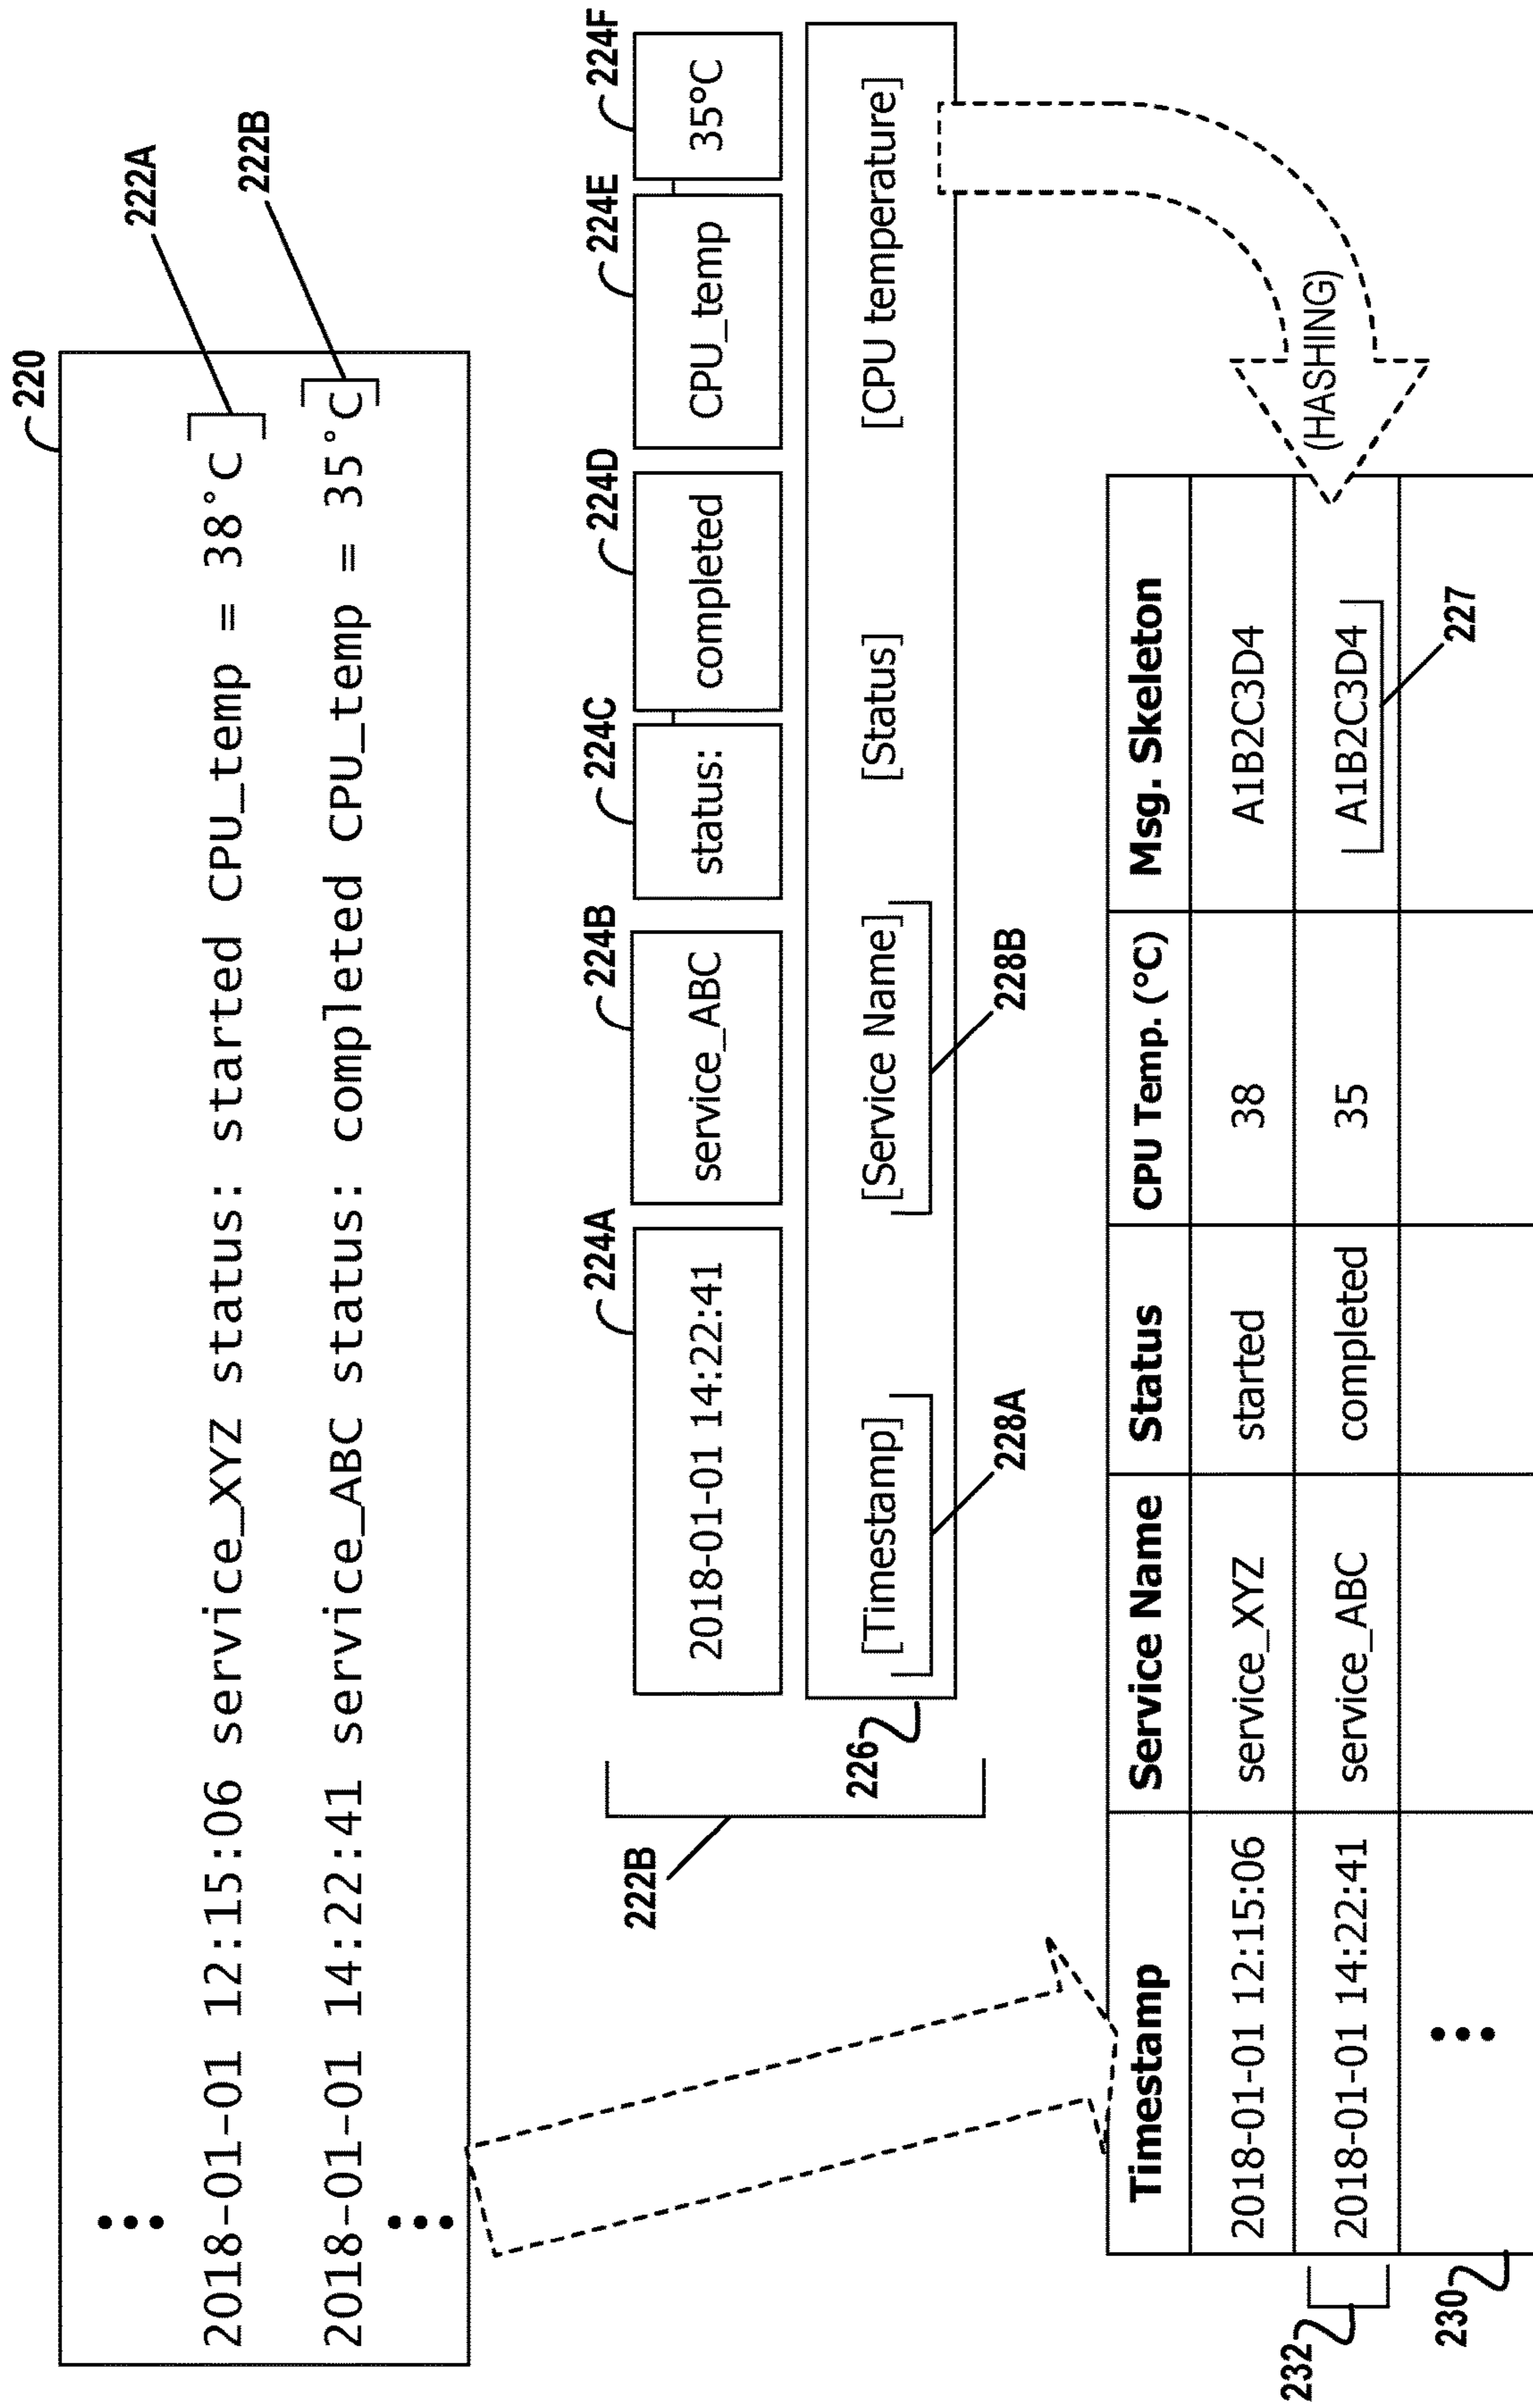 220
2018-01-01 12:15:06 service_XYZ status: started CPU_temp = 38°C
222A
2018-01-01 14:22:41 service_ABC status: completed CPU_temp = 35°C
222B
222B
224A
224B
224C
224D
224E
224F
2018-01-01 14:22:41
service_ABC
status:
completed
CPU_temp
35°C
226
[Timestamp]
[Service Name]
[Status]
[CPU temperature]
228A
228B
(HASHING)
Timestamp Service Name Status CPU Temp. (°C) Msg. Skeleton
2018-01-01 12:15:06 service_XYZ started 38 A1B2C3D4
232
2018-01-01 14:22:41 service_ABC completed 35 A1B2C3D4
227
230